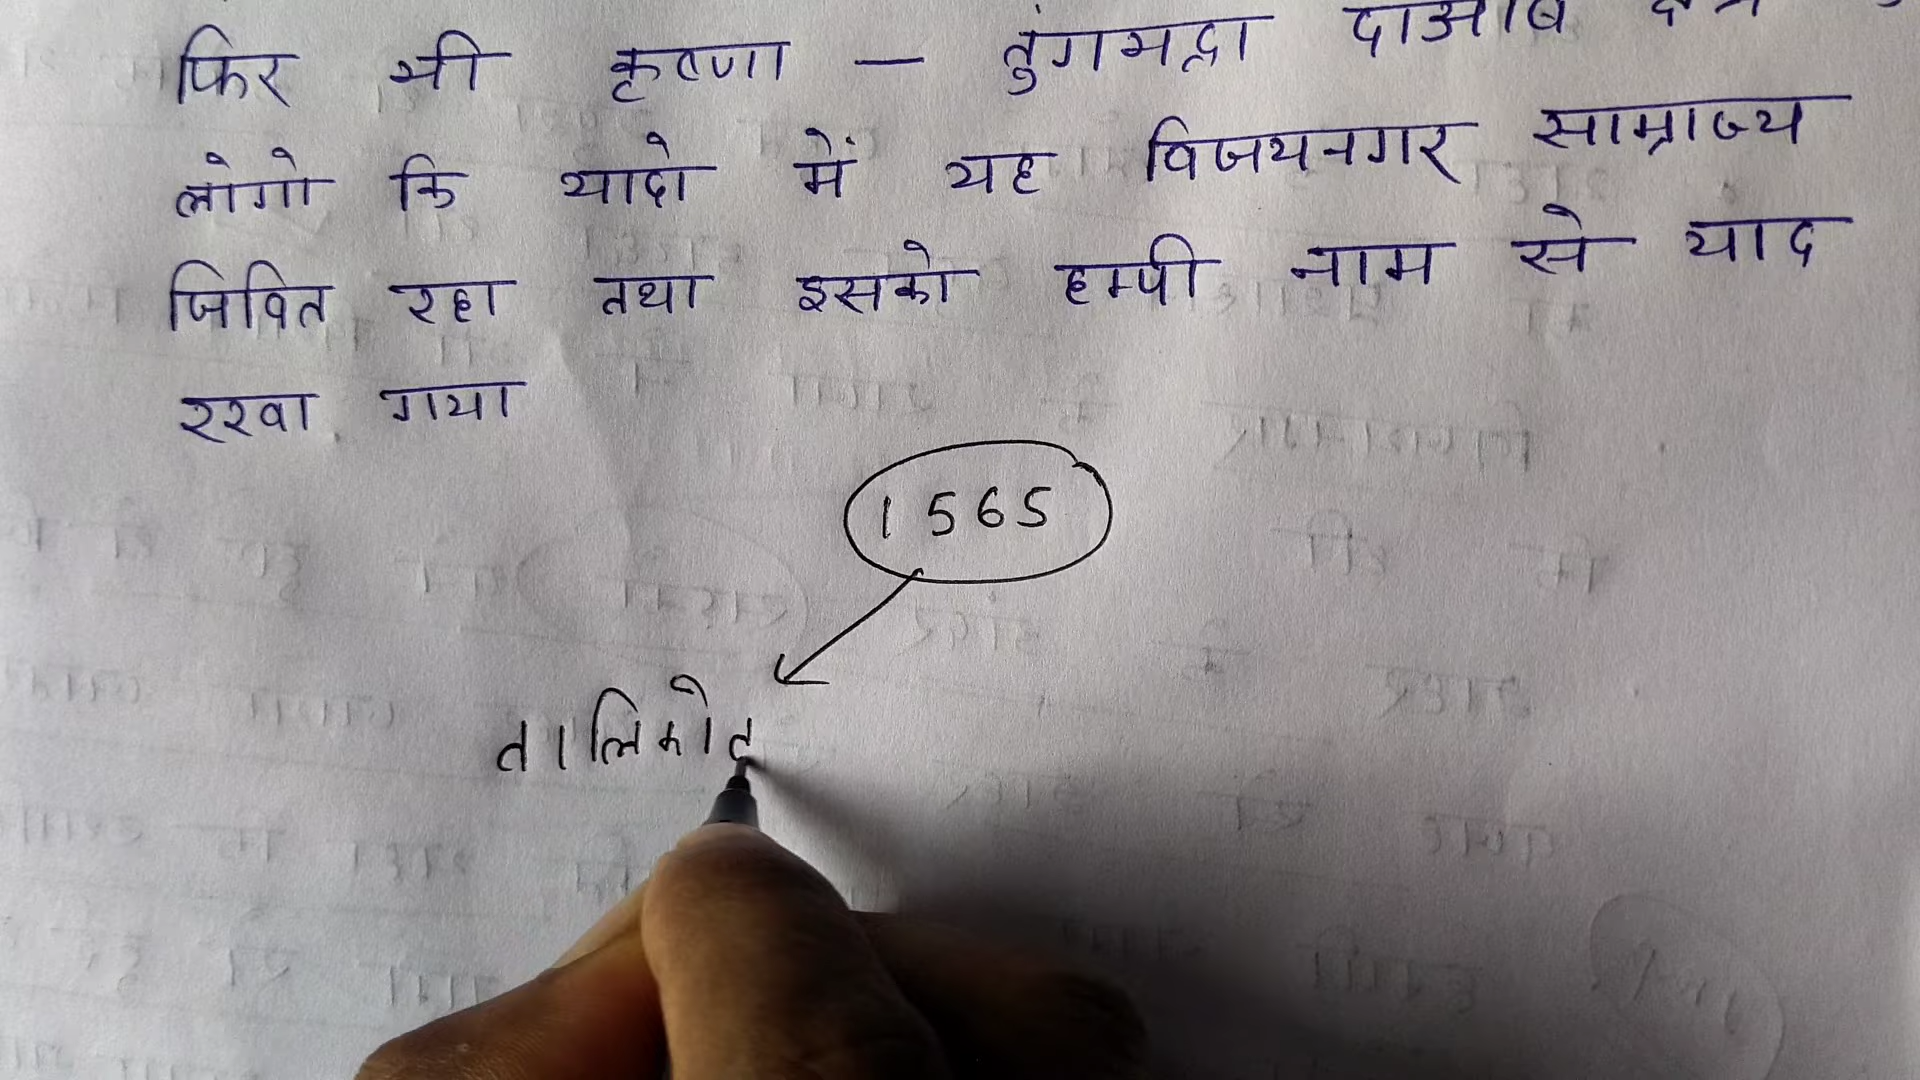 फिर भी कृष्णा – तुंगभद्रा दोआब
लोगो कि यादो में यह विजयनगर साम्राज्य
जिवित रहा तथा इसको हम्पी नाम से याद
रखा गया
1565
तालिकोट